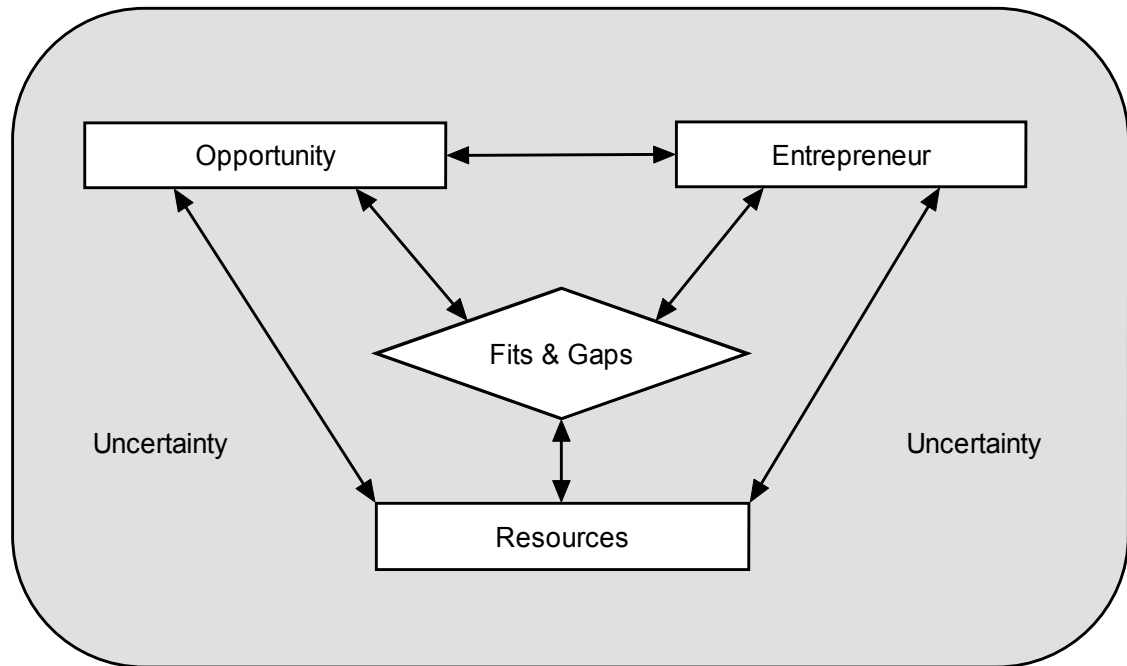 Opportunity
Entrepreneur
Fits & Gaps
Uncertainty
Uncertainty
Resources